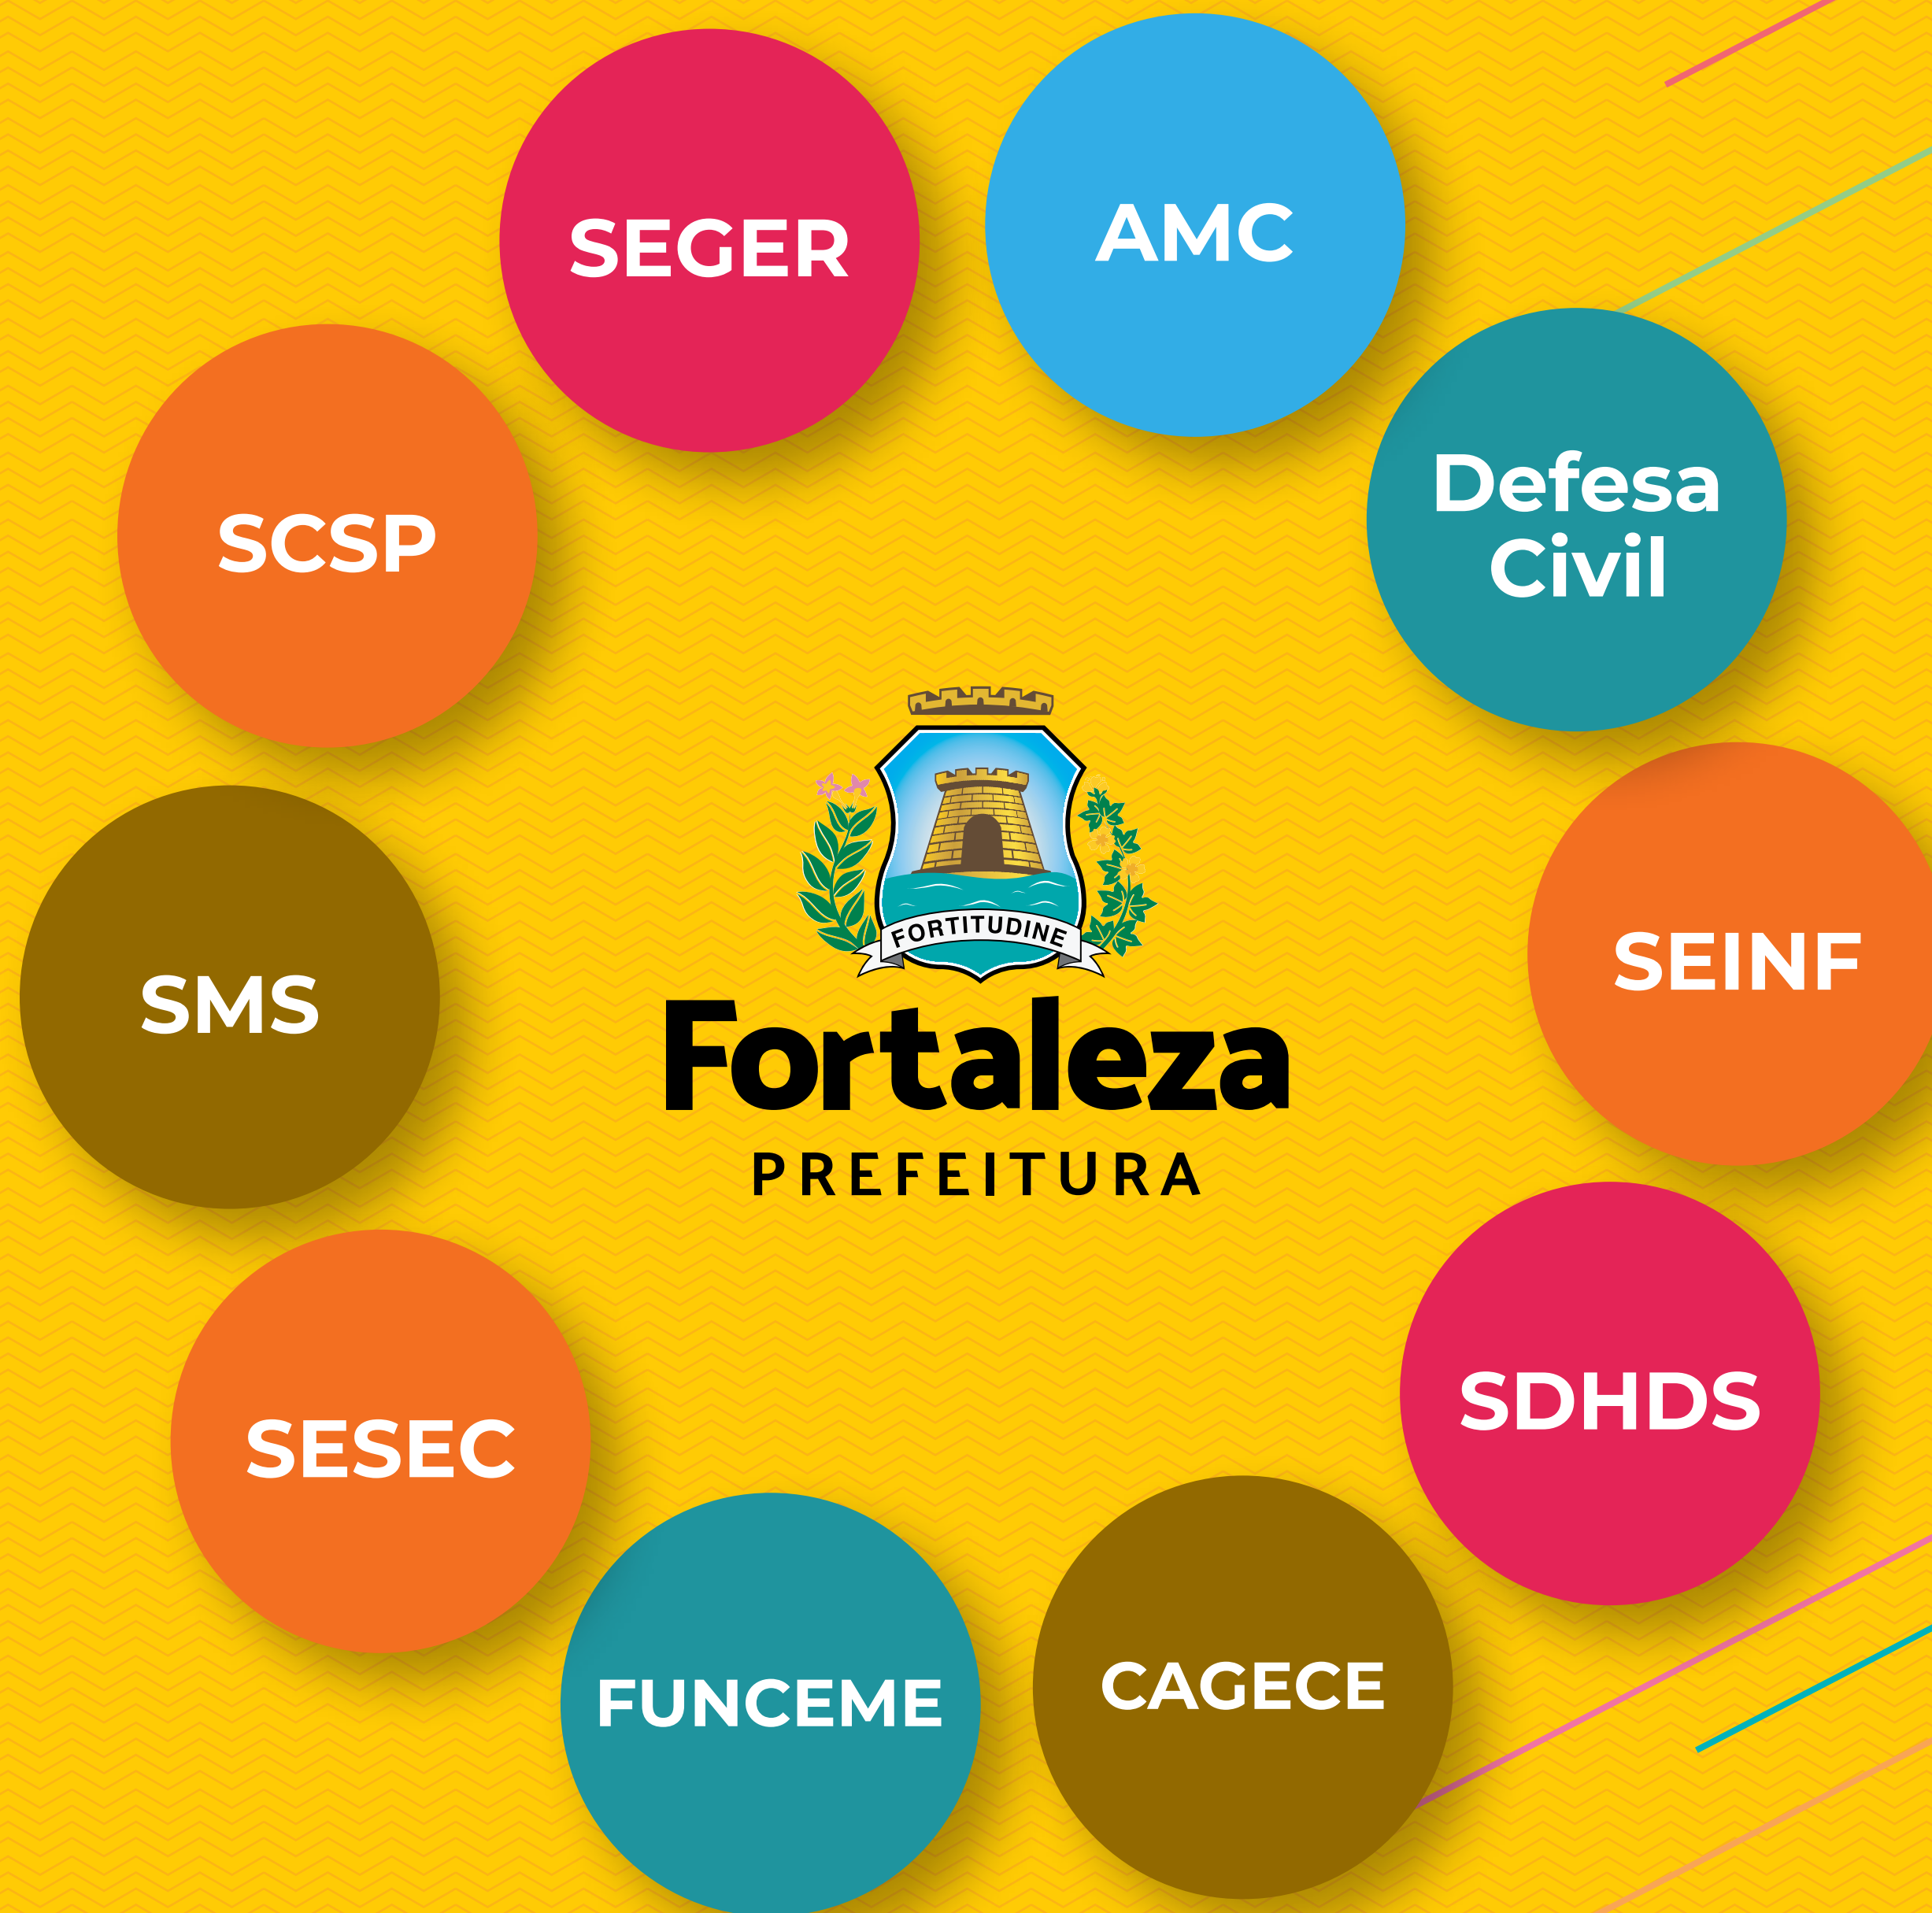 SEGER
AMC
SCSP
Defesa
Civil
FORTITUDINE
Fortaleza
PREFEITURA
SMS
SEINF
SESEC
SDHDS
FUNCEME
CAGECE